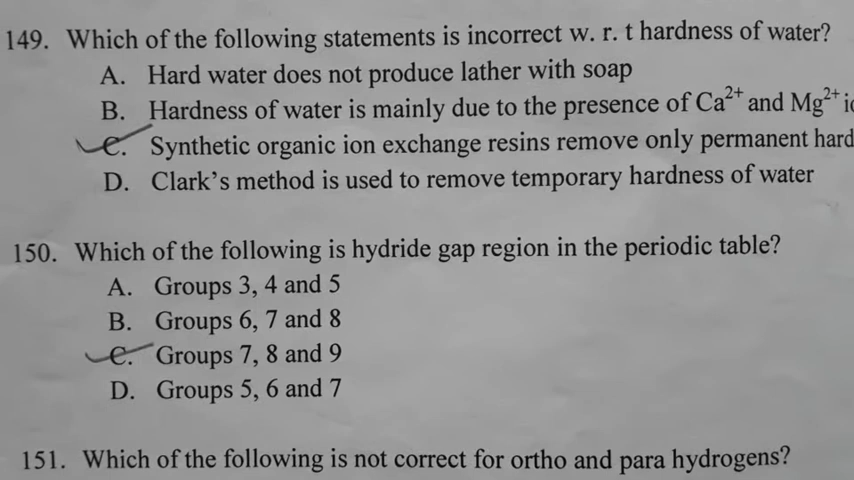 149. Which of the following statements is incorrect w. r. t hardness of water?
A. Hard water does not produce lather with soap
B. Hardness of water is mainly due to the presence of Ca²⁺ and Mg²⁺
C. Synthetic organic ion exchange resins remove only permanent hard
D. Clark's method is used to remove temporary hardness of water
150. Which of the following is hydride gap region in the periodic table?
A. Groups 3, 4 and 5
B. Groups 6, 7 and 8
C. Groups 7, 8 and 9
D. Groups 5, 6 and 7
151. Which of the following is not correct for ortho and para hydrogens?